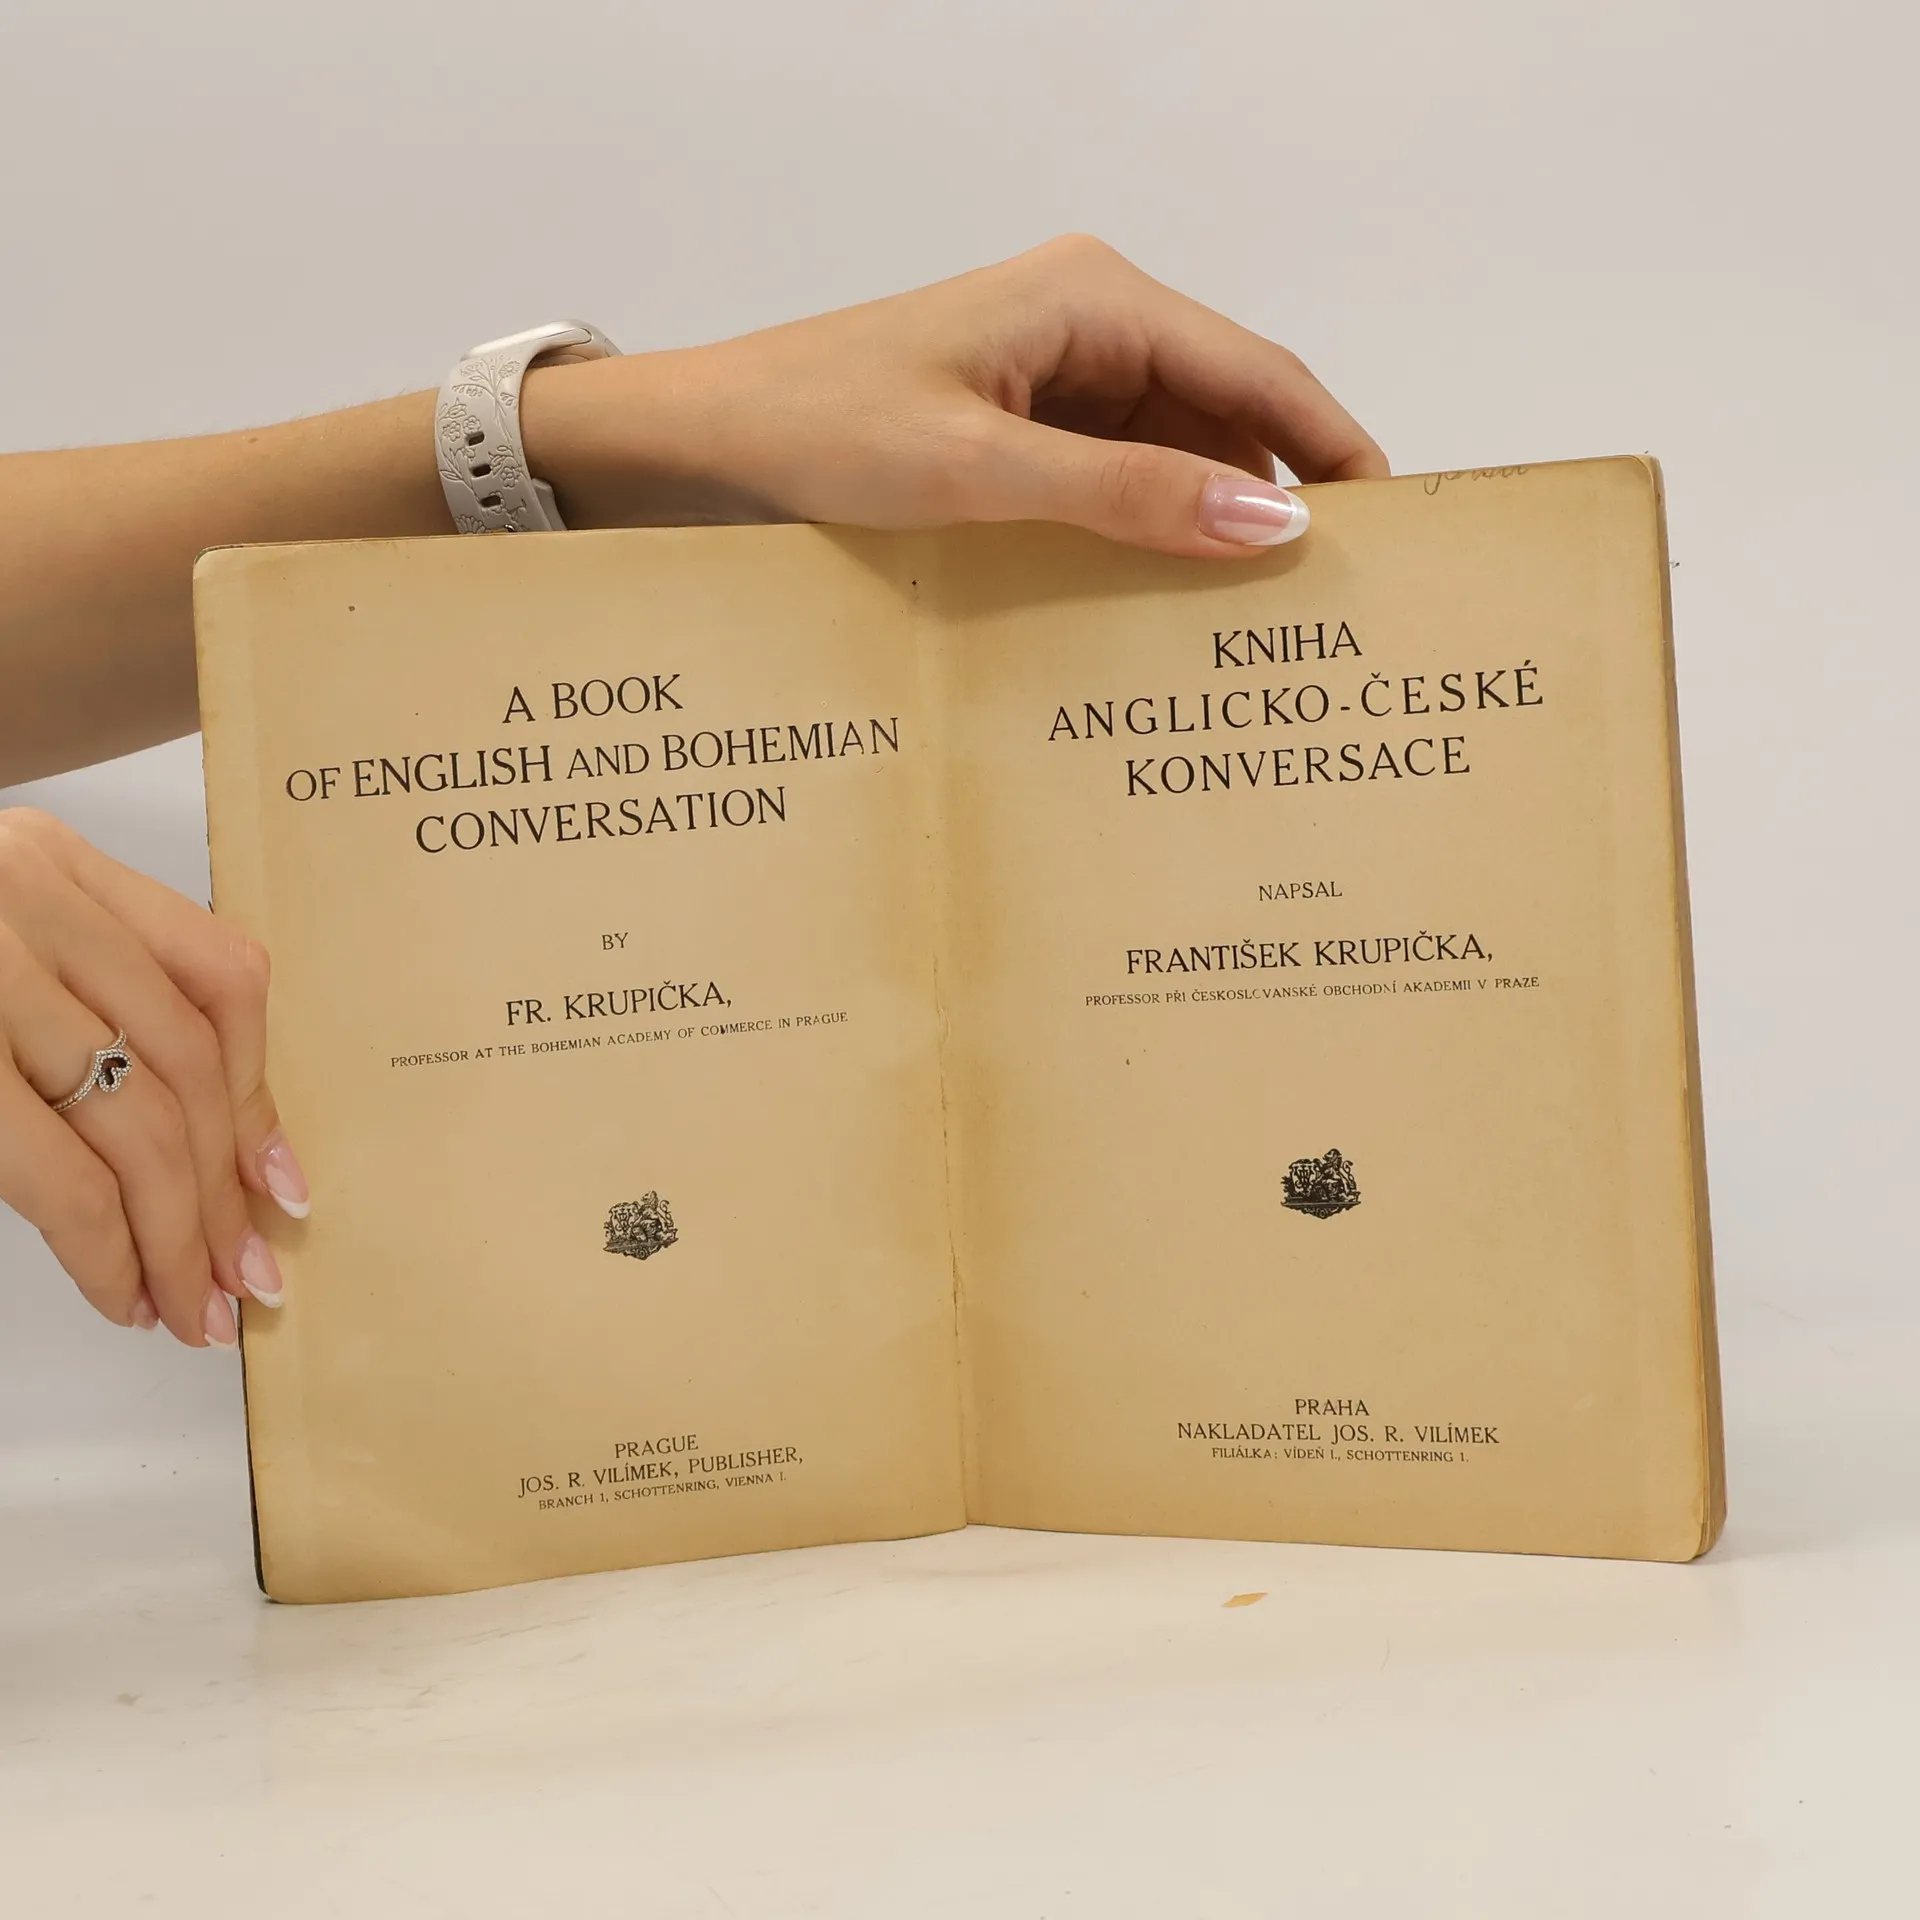 A BOOK
OF ENGLISH AND BOHEMIAN
CONVERSATION
BY
FR. KRUPIČKA,
PROFESSOR AT THE BOHEMIAN ACADEMY OF COMMERCE IN PRAGUE
PRAGUE
JOS. R. VILÍMEK, PUBLISHER,
BRANCH 1, SCHOTTENRING, VIENNA I.
KNIHA
ANGLICKO-ČESKÉ
KONVERSACE
NAPSAL
FRANTIŠEK KRUPIČKA,
PROFESSOR PŘI ČESKOSLOVANSKÉ OBCHODNÍ AKADEMII V PRAZE
PRAHA
NAKLADATEL JOS. R. VILÍMEK
FILIÁLKA: VÍDEŇ I., SCHOTTENRING 1.